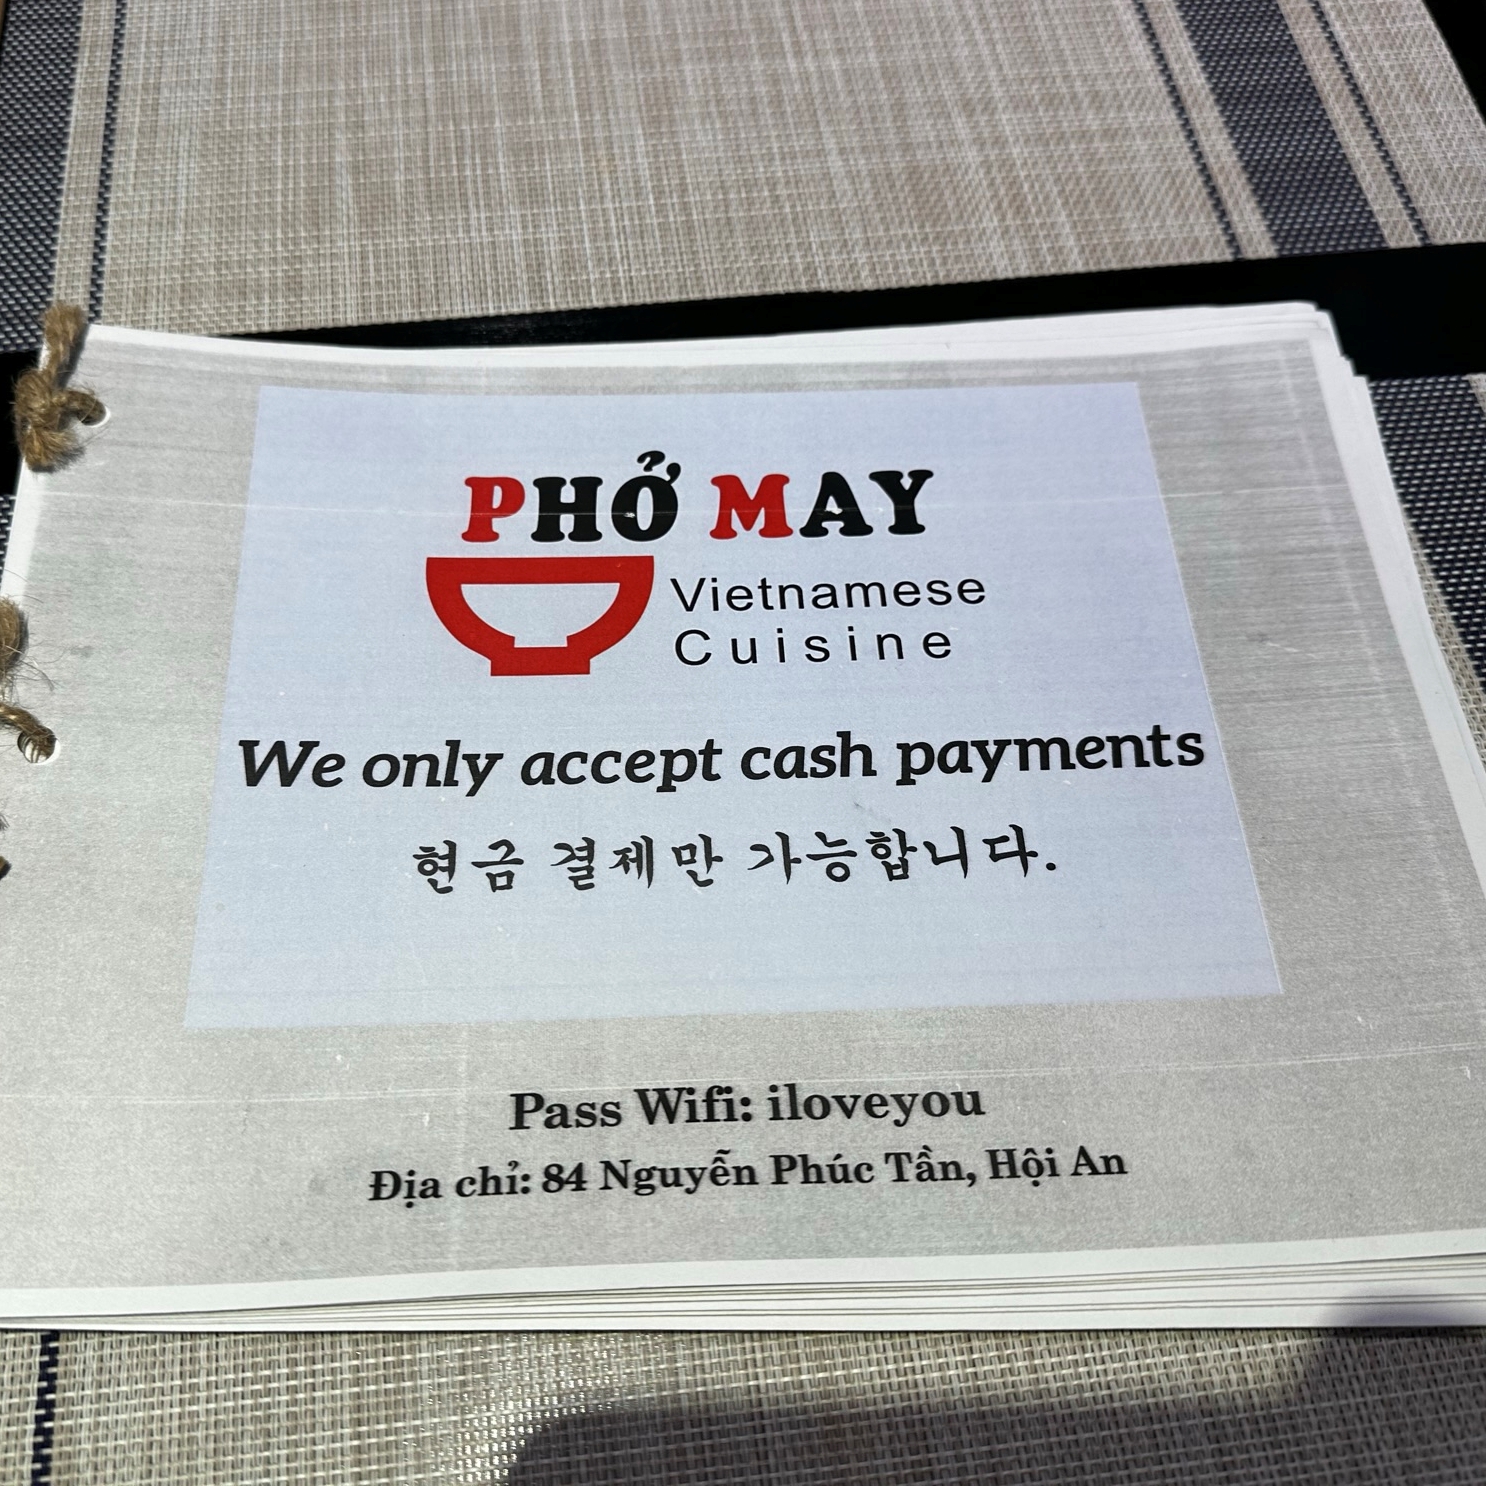 PHỞ MAY
Vietnamese
Cuisine
We only accept cash payments
현금 결제만 가능합니다.
Pass Wifi: iloveyou
Địa chỉ: 84 Nguyễn Phúc Tần, Hội An